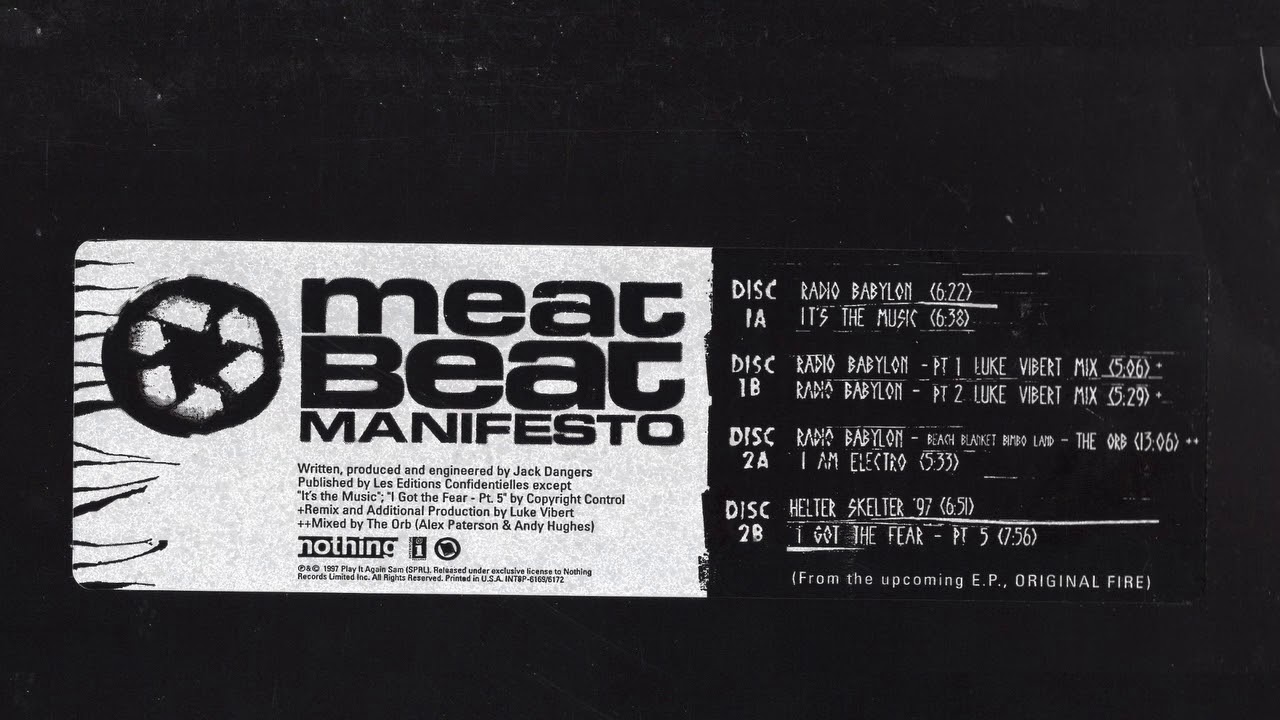 meat
Beat
MANIFESTO
Written, produced and engineered by Jack Dangers
Published by Les Editions Confidentielles except
"It's the Music"; "I Got the Fear - Pt. 5" by Copyright Control
+Remix and Additional Production by Luke Vibert
++Mixed by The Orb (Alex Paterson & Andy Hughes)
nothing i
℗&© 1997 Play It Again Sam (SPRL). Released under exclusive license to Nothing
Records Limited Inc. All Rights Reserved. Printed in U.S.A. INT8P-6169/6172
DISC 1A
RADIO BABYLON (6:22)
IT'S THE MUSIC (6:38)
DISC 1B
RADIO BABYLON - PT 1 LUKE VIBERT MIX (5:06) +
RADIO BABYLON - PT 2 LUKE VIBERT MIX (5:29) +
DISC 2A
RADIO BABYLON - BEACH BLANKET BIMBO LAND - THE ORB (13:06) ++
I AM ELECTRO (5:33)
DISC 2B
HELTER SKELTER '97 (6:51)
I GOT THE FEAR - PT 5 (7:56)
(From the upcoming E.P., ORIGINAL FIRE)